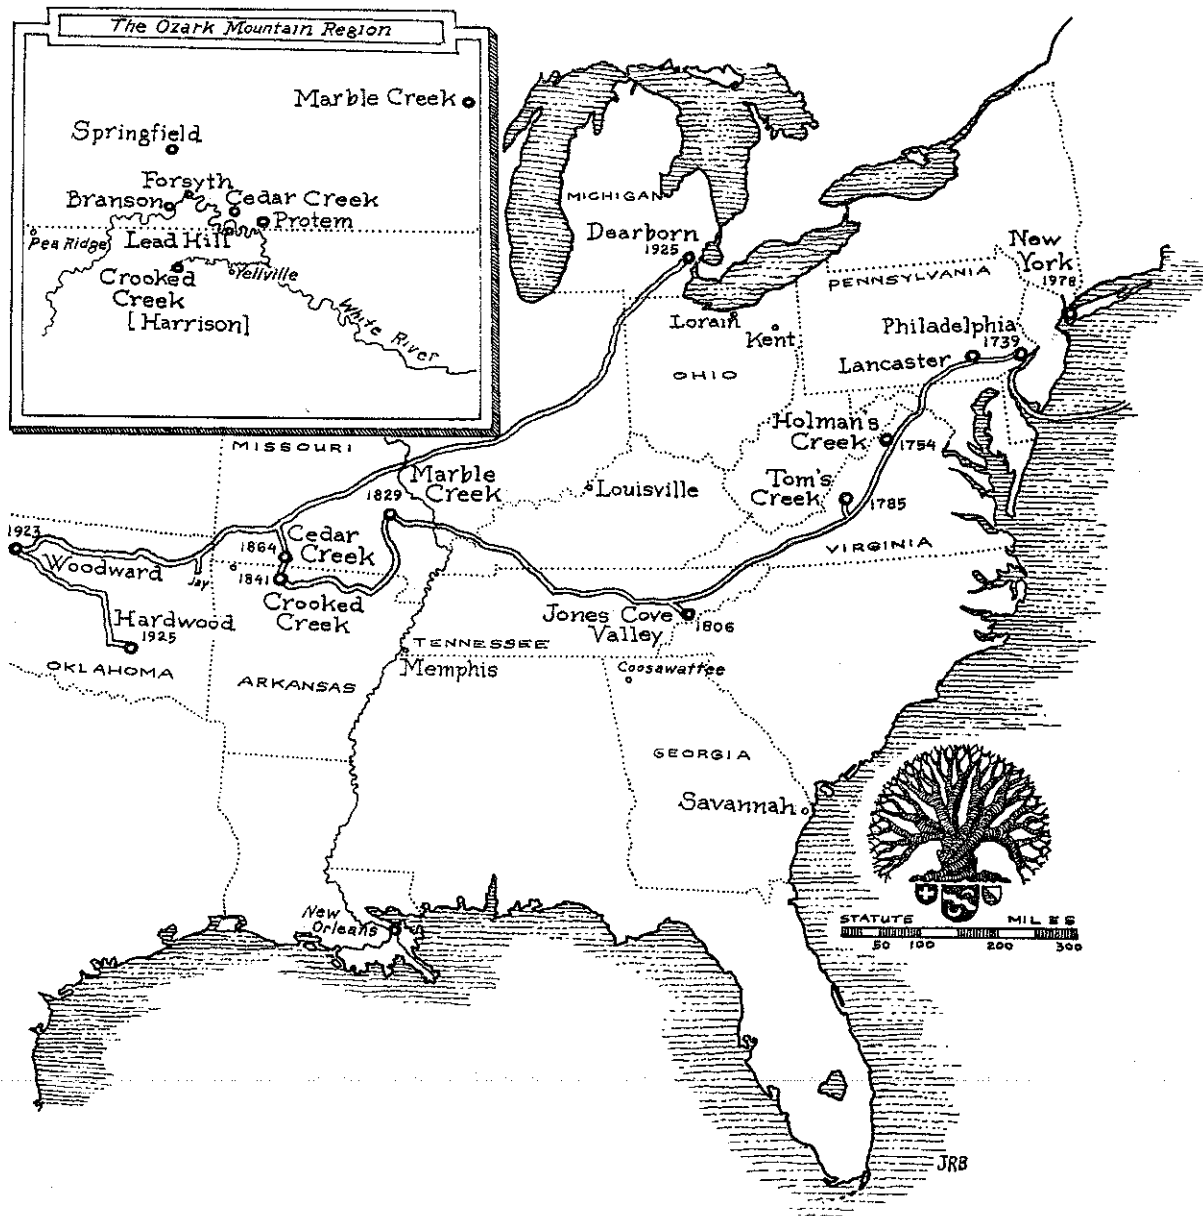 The Ozark Mountain Region
Marble Creek
Springfield
Forsyth
Branson
Cedar Creek
Protem
Pea Ridge
Lead Hill
Yellville
Crooked
Creek
[Harrison]
White River
MICHIGAN
Dearborn
1925
New
York
1978
PENNSYLVANIA
Lorain
Kent
Philadelphia
1739
Lancaster
OHIO
Holman's
Creek
1754
MISSOURI
Marble
Creek
1829
Louisville
Tom's
Creek
1785
1923
Woodward
Jay
Cedar
Creek
1864
1841
Crooked
Creek
VIRGINIA
Hardwood
1925
Jones Cove
Valley
1806
OKLAHOMA
TENNESSEE
Memphis
Coosawattee
ARKANSAS
GEORGIA
Savannah
New
Orleans
STATUTE MILES
50 100 200 300
JRB